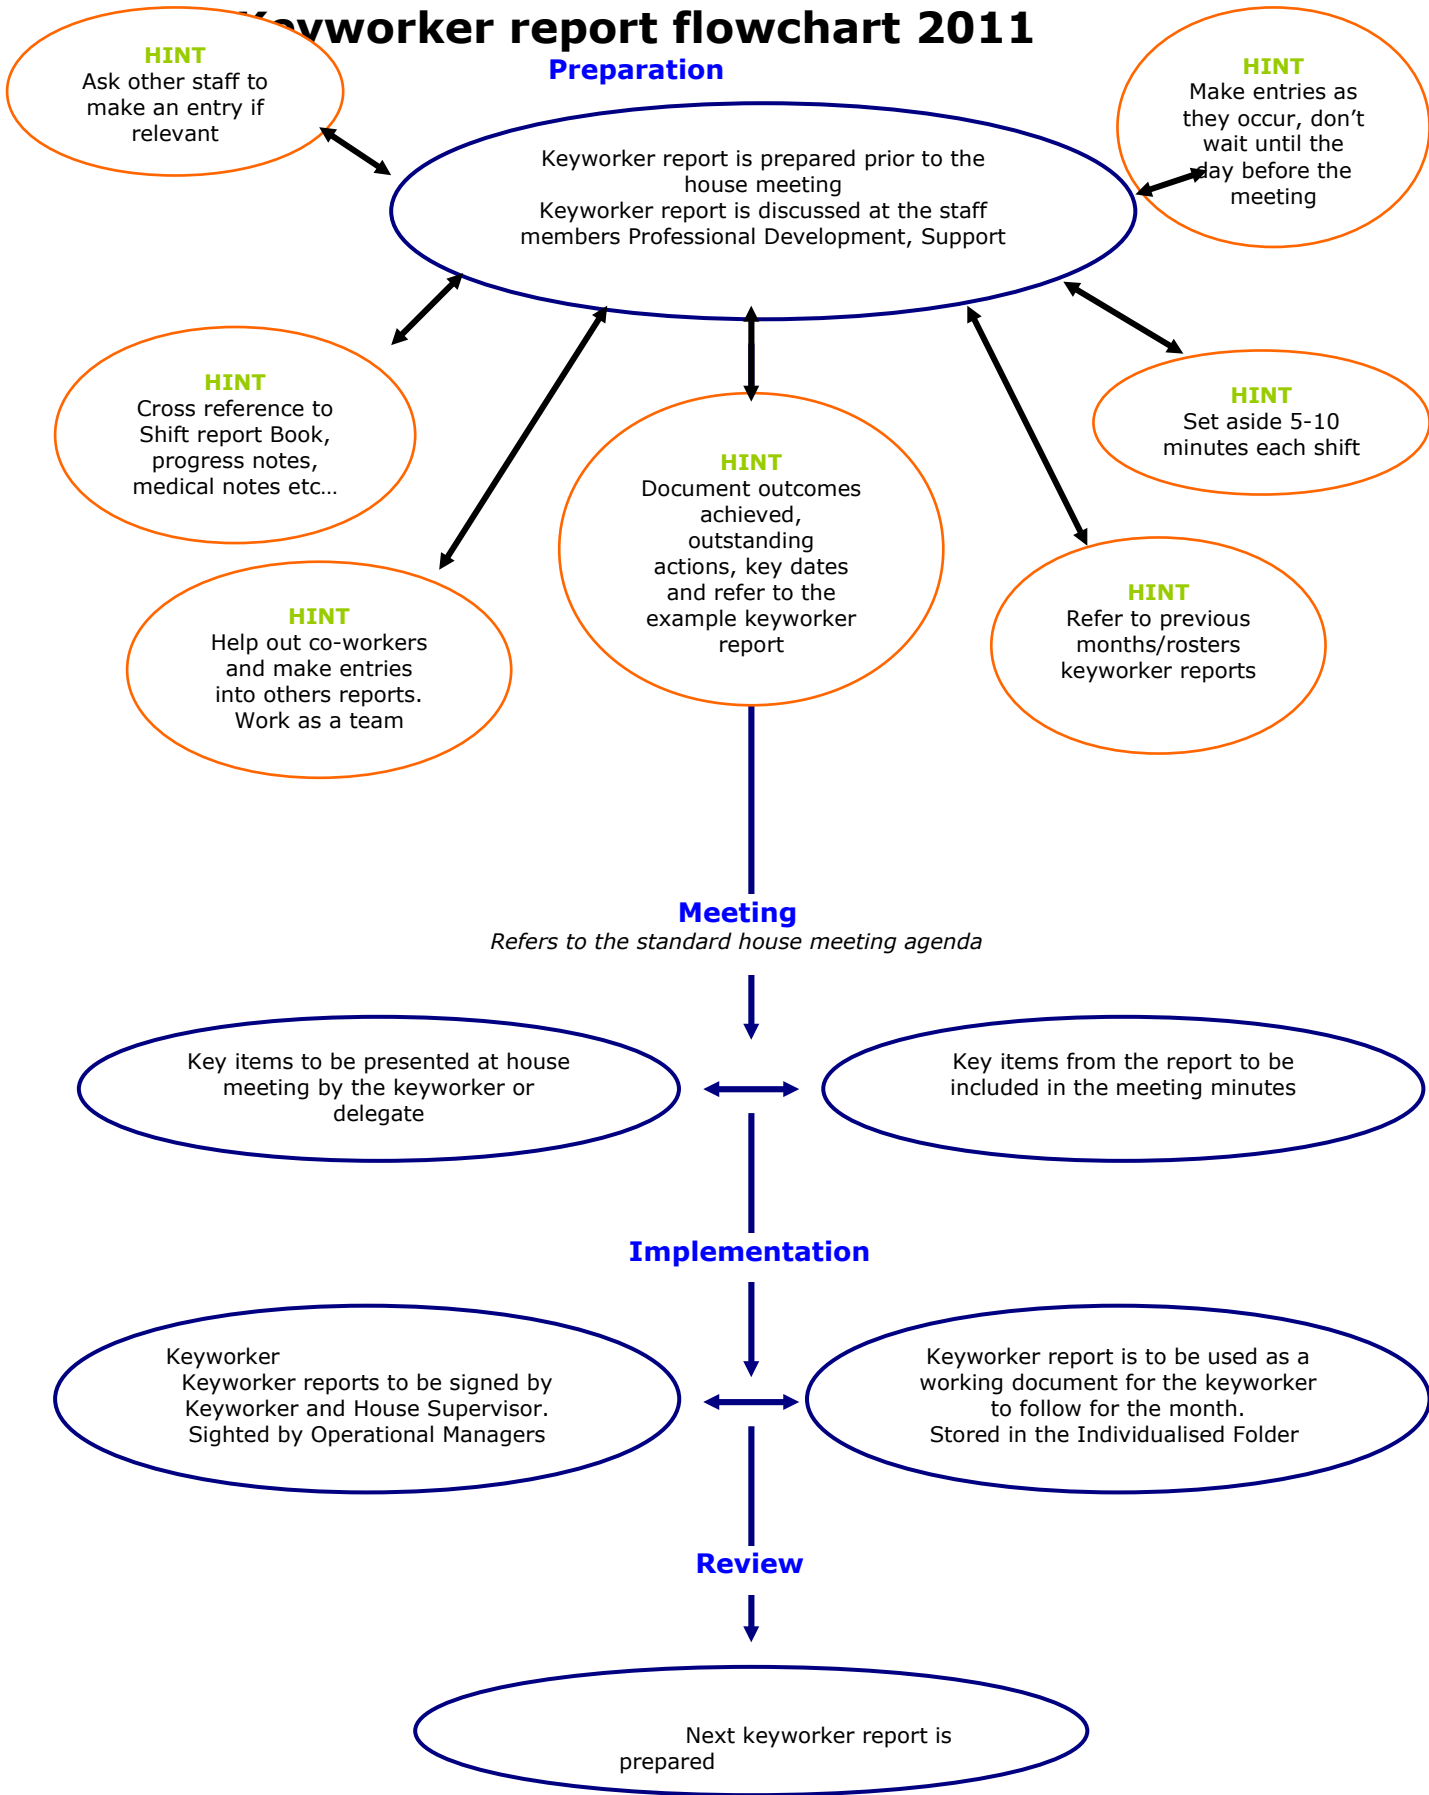 Keyworker report flowchart 2011
Preparation
HINT
Ask other staff to
make an entry if
relevant
HINT
Make entries as
they occur, don’t
wait until the
day before the
meeting
Keyworker report is prepared prior to the
house meeting
Keyworker report is discussed at the staff
members Professional Development, Support
HINT
Cross reference to
Shift report Book,
progress notes,
medical notes etc…
HINT
Set aside 5-10
minutes each shift
HINT
Document outcomes
achieved,
outstanding
actions, key dates
and refer to the
example keyworker
report
HINT
Help out co-workers
and make entries
into others reports.
Work as a team
HINT
Refer to previous
months/rosters
keyworker reports
Meeting
Refers to the standard house meeting agenda
Key items to be presented at house
meeting by the keyworker or
delegate
Key items from the report to be
included in the meeting minutes
Implementation
Keyworker
Keyworker reports to be signed by
Keyworker and House Supervisor.
Sighted by Operational Managers
Keyworker report is to be used as a
working document for the keyworker
to follow for the month.
Stored in the Individualised Folder
Review
Next keyworker report is
prepared